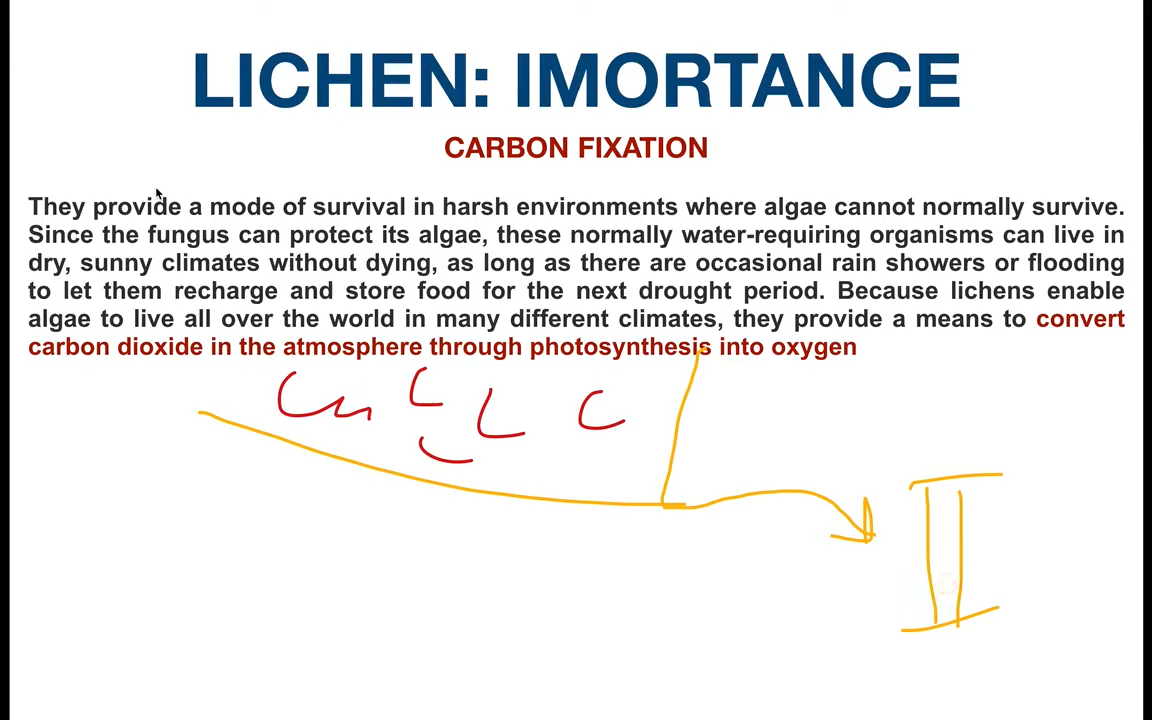 LICHEN: IMORTANCE
CARBON FIXATION
They provide a mode of survival in harsh environments where algae cannot normally survive.
Since the fungus can protect its algae, these normally water-requiring organisms can live in
dry, sunny climates without dying, as long as there are occasional rain showers or flooding
to let them recharge and store food for the next drought period. Because lichens enable
algae to live all over the world in many different climates, they provide a means to convert
carbon dioxide in the atmosphere through photosynthesis into oxygen